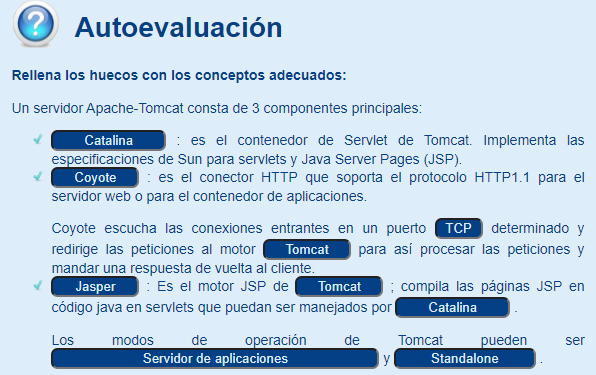 Autoevaluación
Rellena los huecos con los conceptos adecuados:
Un servidor Apache-Tomcat consta de 3 componentes principales:
Catalina : es el contenedor de Servlet de Tomcat. Implementa las
especificaciones de Sun para servlets y Java Server Pages (JSP).
Coyote : es el conector HTTP que soporta el protocolo HTTP1.1 para el
servidor web o para el contenedor de aplicaciones.
Coyote escucha las conexiones entrantes en un puerto TCP determinado y
redirige las peticiones al motor Tomcat para así procesar las peticiones y
mandar una respuesta de vuelta al cliente.
Jasper : Es el motor JSP de Tomcat ; compila las páginas JSP en
código java en servlets que puedan ser manejados por Catalina .
Los modos de operación de Tomcat pueden ser
Servidor de aplicaciones y Standalone .